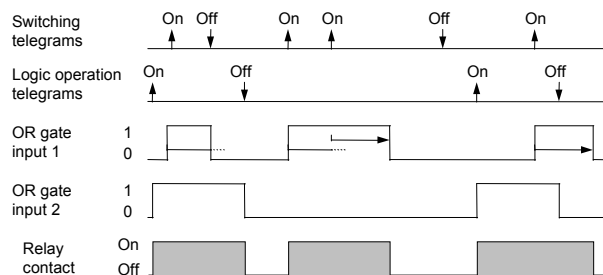 Switching telegrams
On Off On On Off On
Logic operation telegrams
On Off On Off
OR gate input 1
1
0
OR gate input 2
1
0
Relay contact
On
Off